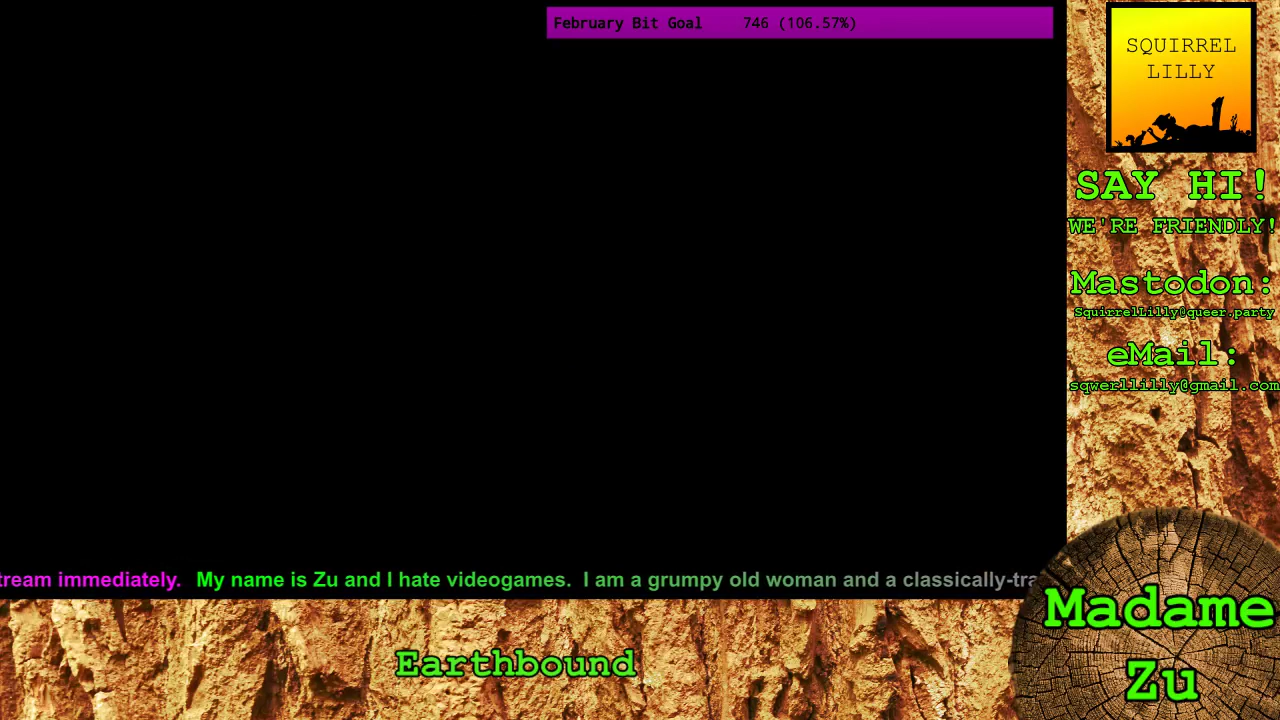 February Bit Goal 746 (106.57%)
SQUIRREL
LILLY
SAY HI!
WE'RE FRIENDLY!
Mastodon:
SquirrelLilly@queer.party
eMail:
sqwerllilly@gmail.com
tream immediately. My name is Zu and I hate videogames. I am a grumpy old woman and a classically-tra
Earthbound
Madame
Zu